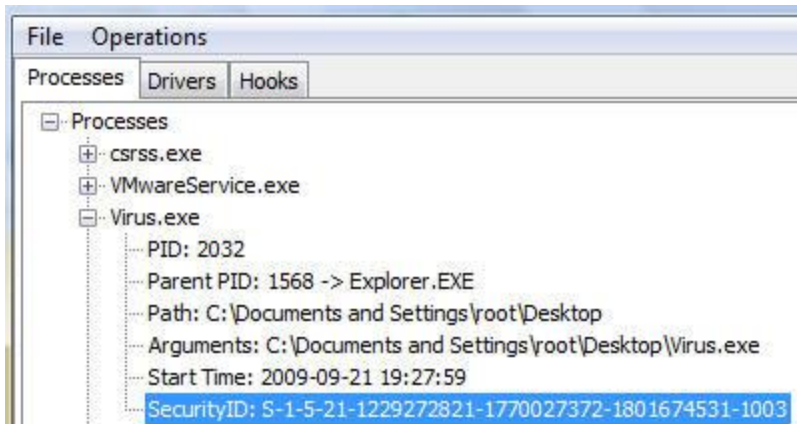 File Operations
Processes Drivers Hooks
Processes
csrss.exe
VMwareService.exe
Virus.exe
PID: 2032
Parent PID: 1568 -> Explorer.EXE
Path: C:\Documents and Settings\root\Desktop
Arguments: C:\Documents and Settings\root\Desktop\Virus.exe
Start Time: 2009-09-21 19:27:59
SecurityID: S-1-5-21-1229272821-1770027372-1801674531-1003